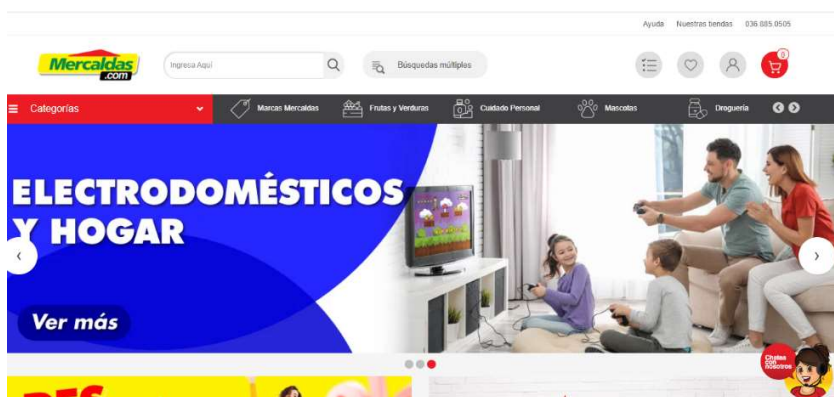 Ayuda Nuestras tiendas 036 885 0505
Mercaldas
.com
Ingresa Aquí
Búsquedas múltiples
0
Categorías
Marcas Mercaldas
Frutas y Verduras
Cuidado Personal
Mascotas
Droguería
ELECTRODOMÉSTICOS
Y HOGAR
Ver más
Chatea
con
nosotros